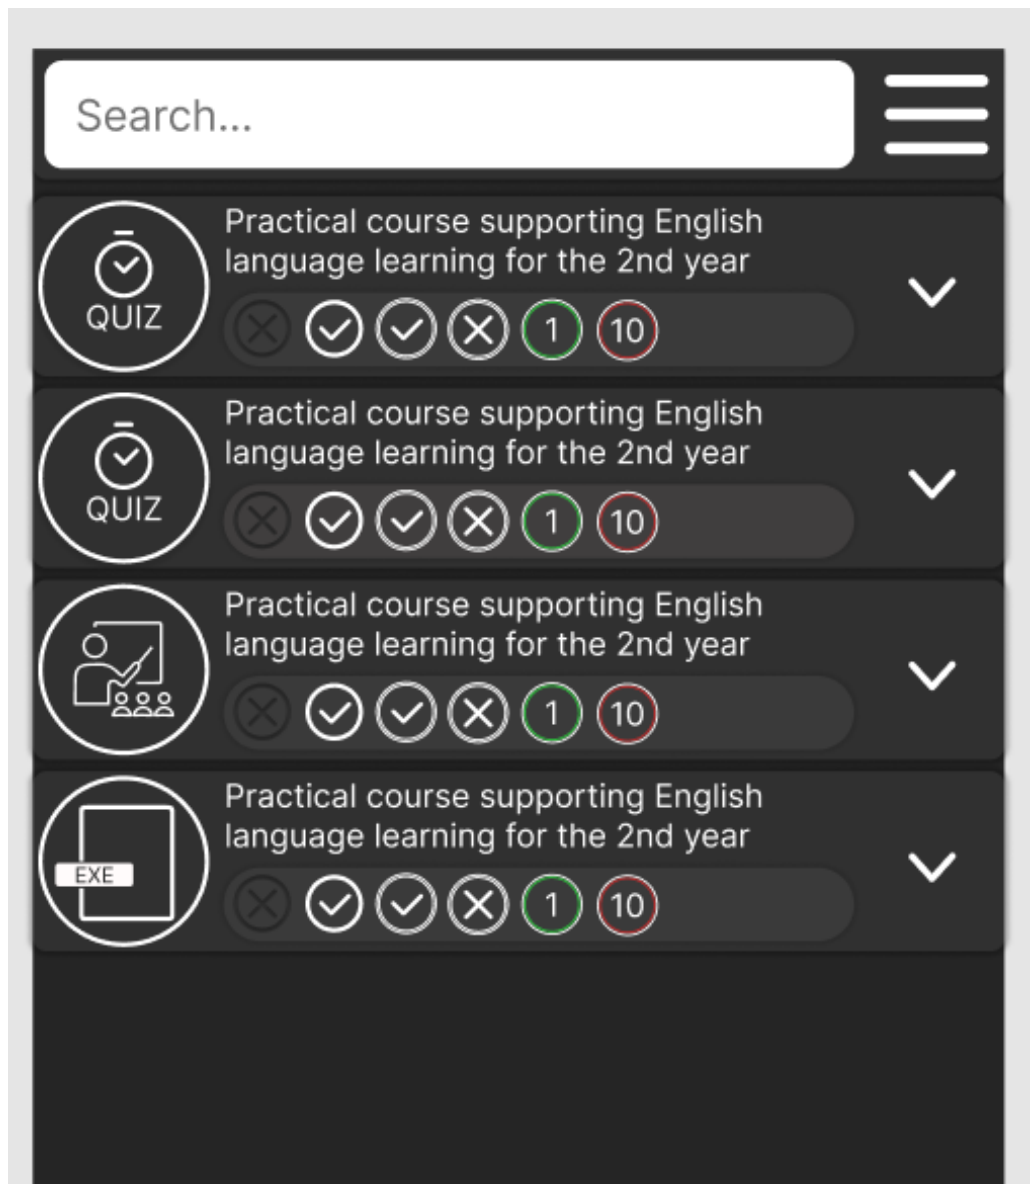 Search...
Practical course supporting English
language learning for the 2nd year
QUIZ
1 10
Practical course supporting English
language learning for the 2nd year
QUIZ
1 10
Practical course supporting English
language learning for the 2nd year
1 10
Practical course supporting English
language learning for the 2nd year
EXE
1 10